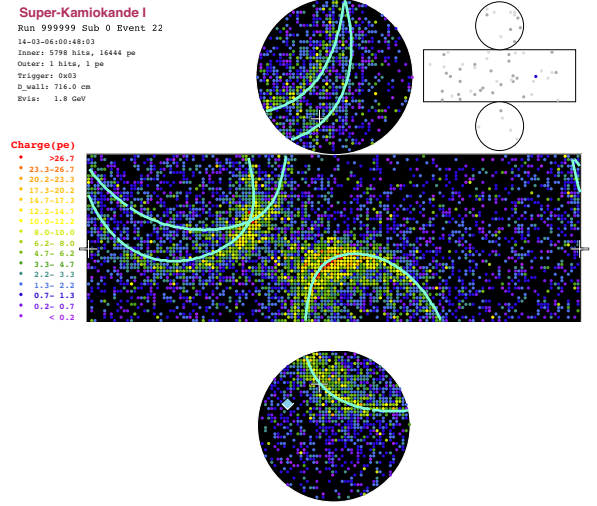 Super-Kamiokande I
Run 999999 Sub 0 Event 22
14-03-06:00:48:03
Inner: 5798 hits, 16444 pe
Outer: 1 hits, 1 pe
Trigger: 0x03
D_wall: 716.0 cm
Evis: 1.8 GeV
Charge(pe)
>26.7
23.3-26.7
20.2-23.3
17.3-20.2
14.7-17.3
12.2-14.7
10.0-12.2
8.0-10.0
6.2- 8.0
4.7- 6.2
3.3- 4.7
2.2- 3.3
1.3- 2.2
0.7- 1.3
0.2- 0.7
< 0.2